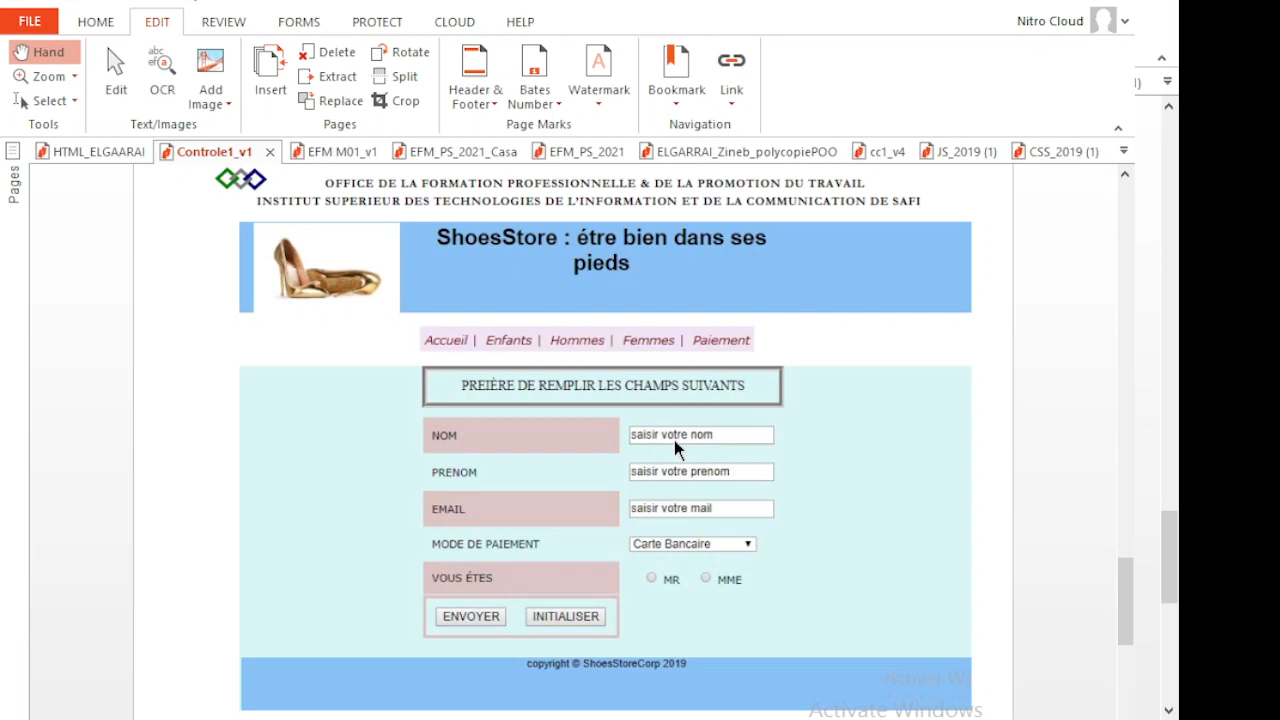 FILE HOME EDIT REVIEW FORMS PROTECT CLOUD HELP Nitro Cloud
Hand Delete Rotate
Zoom Extract Split
Select Replace Crop
Edit OCR Add Image Insert Header & Footer Bates Number Watermark Bookmark Link
Tools Text/Images Pages Page Marks Navigation
HTML_ELGAARAI Controle1_v1 EFM M01_v1 EFM_PS_2021_Casa EFM_PS_2021 ELGARRAI_Zineb_polycopiePOO cc1_v4 JS_2019 (1) CSS_2019 (1)
Pages
OFFICE DE LA FORMATION PROFESSIONNELLE & DE LA PROMOTION DU TRAVAIL
INSTITUT SUPERIEUR DES TECHNOLOGIES DE L'INFORMATION ET DE LA COMMUNICATION DE SAFI
ShoesStore : étre bien dans ses
pieds
Accueil | Enfants | Hommes | Femmes | Paiement
PREIÈRE DE REMPLIR LES CHAMPS SUIVANTS
NOM saisir votre nom
PRENOM saisir votre prenom
EMAIL saisir votre mail
MODE DE PAIEMENT Carte Bancaire
VOUS ÉTES MR MME
ENVOYER INITIALISER
copyright © ShoesStoreCorp 2019
Activer Wi
Activate Windows